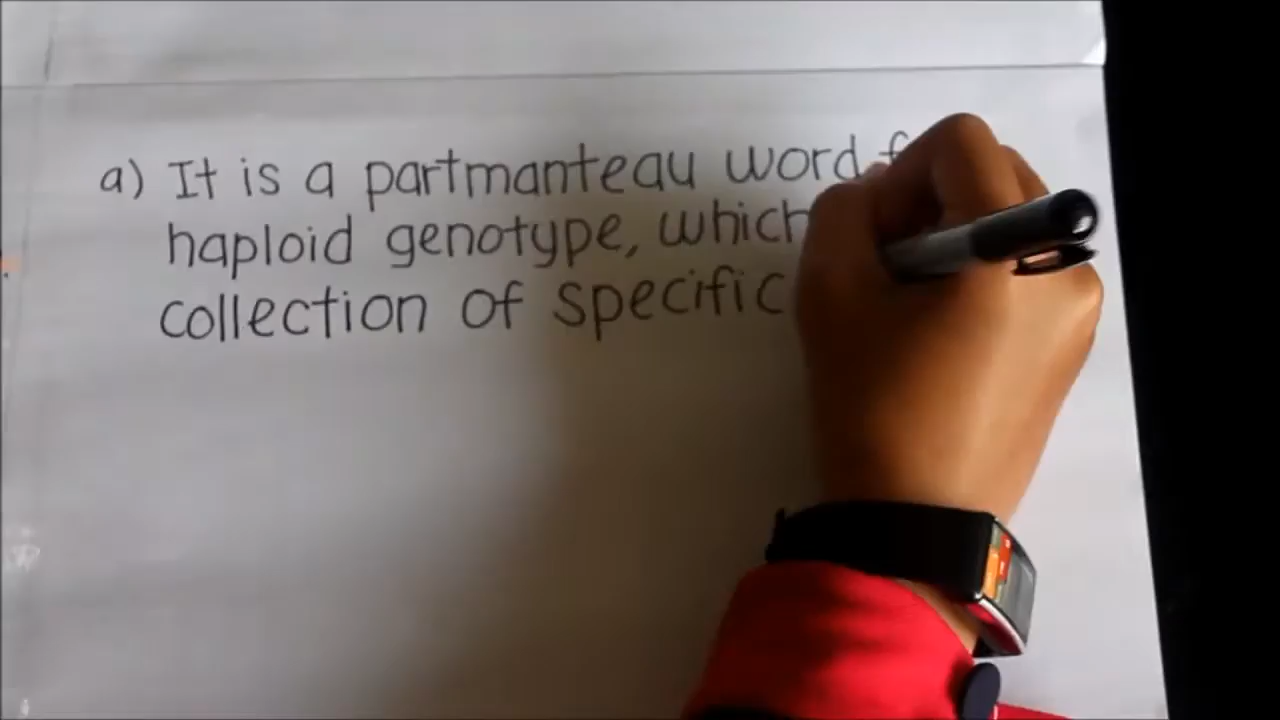 a) It is a partmanteau word
haploid genotype, which
collection of specific